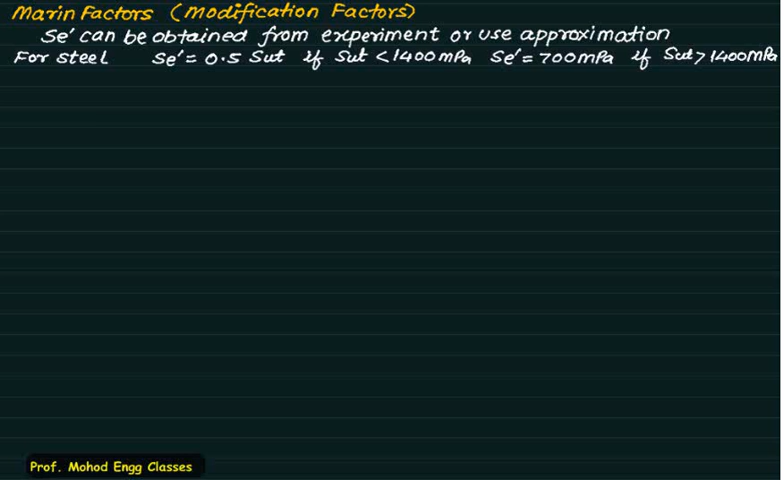 Marin Factors (Modification Factors)
Se' can be obtained from experiment or use approximation
For steel Se' = 0.5 Sut if Sut < 1400 mPa Se' = 700 mPa if Sut > 1400 mPa
Prof. Mohod Engg Classes